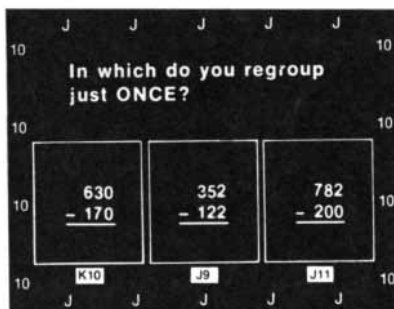 J J J J J
10 10
In which do you regroup
just ONCE?
10 10
630 352 782
10 - 170 - 122 - 200 10
K10 J9 J11
10 10
J J J J J